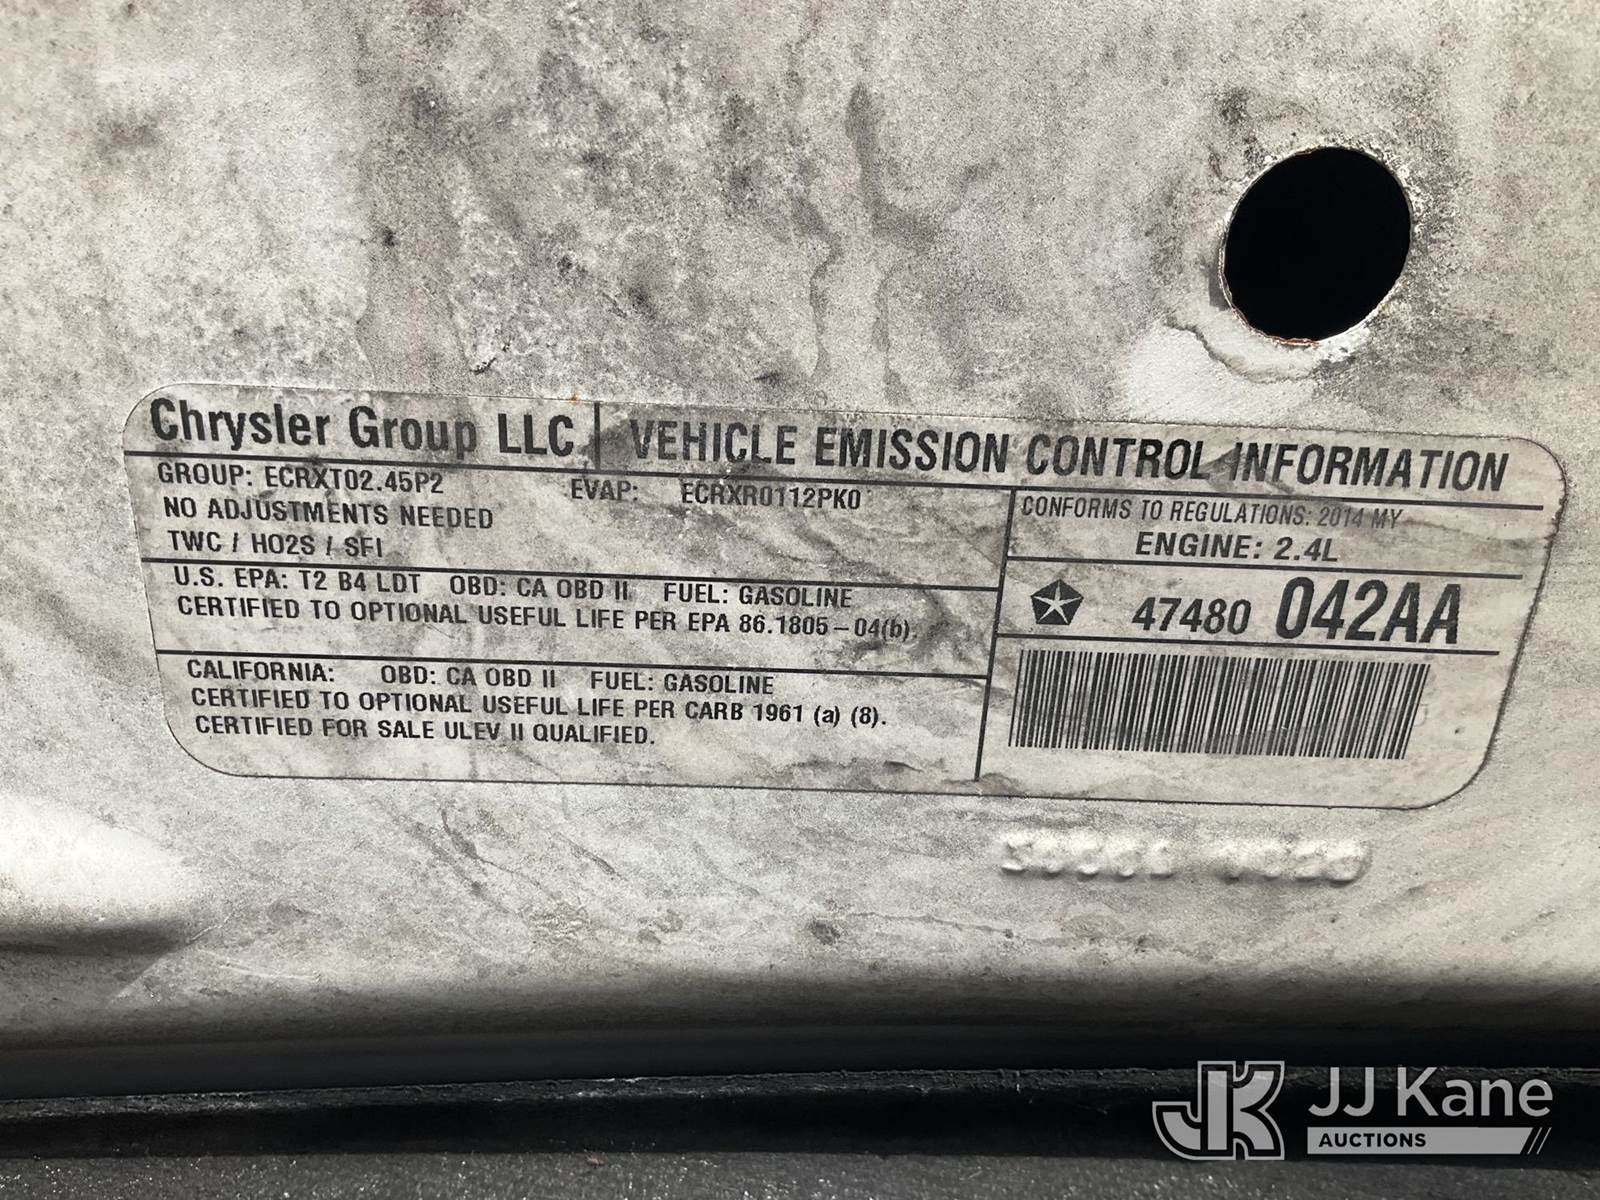 Chrysler Group LLC VEHICLE EMISSION CONTROL INFORMATION
GROUP: ECRXT02.45P2 EVAP: ECRXR0112PK0
NO ADJUSTMENTS NEEDED
TWC / HO2S / SFI
CONFORMS TO REGULATIONS: 2014 MY
ENGINE: 2.4L
U.S. EPA: T2 B4 LDT OBD: CA OBD II FUEL: GASOLINE
CERTIFIED TO OPTIONAL USEFUL LIFE PER EPA 86.1805-04(b).
47480 042AA
CALIFORNIA: OBD: CA OBD II FUEL: GASOLINE
CERTIFIED TO OPTIONAL USEFUL LIFE PER CARB 1961 (a) (8).
CERTIFIED FOR SALE ULEV II QUALIFIED.
JK JJ Kane
AUCTIONS